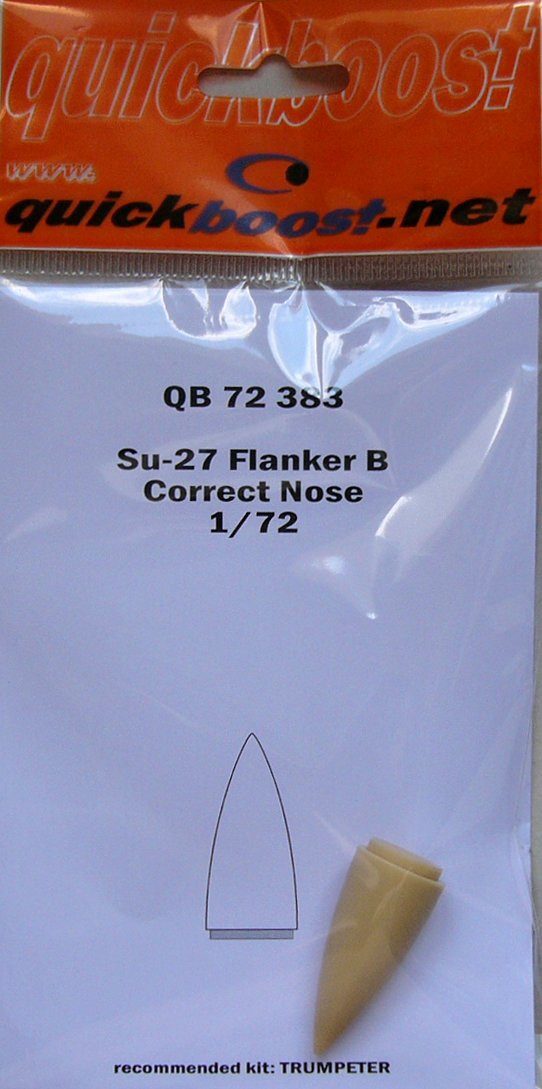 quickboost
www.
quickboost.net
QB 72 383
Su-27 Flanker B
Correct Nose
1/72
recommended kit: TRUMPETER